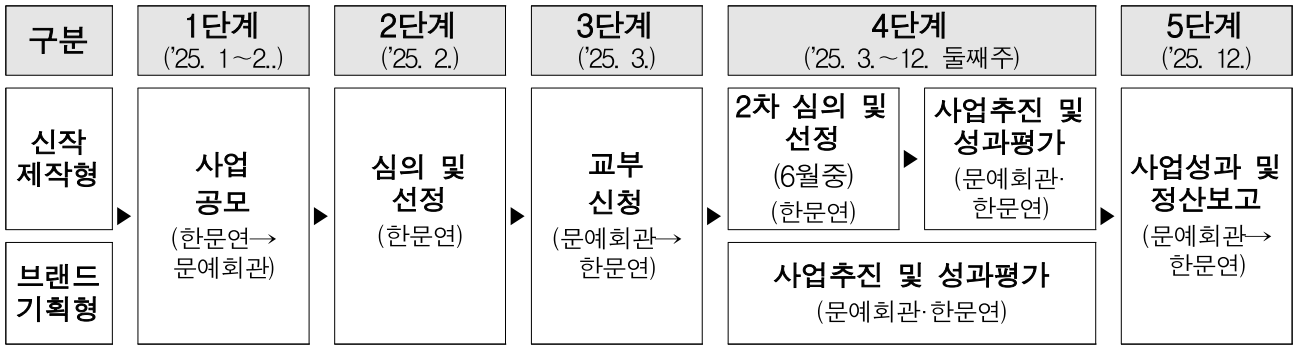 구분
1단계
('25. 1~2..)
2단계
('25. 2.)
3단계
('25. 3.)
4단계
('25. 3.~12. 둘째주)
5단계
('25. 12.)
신작
제작형
브랜드
기획형
▶
사업
공모
(한문연→
문예회관)
▶
심의 및
선정
(한문연)
▶
교부
신청
(문예회관→
한문연)
▶
2차 심의 및
선정
(6월중)
(한문연)
▶
사업추진 및
성과평가
(문예회관·
한문연)
사업추진 및 성과평가
(문예회관·한문연)
▶
사업성과 및
정산보고
(문예회관→
한문연)